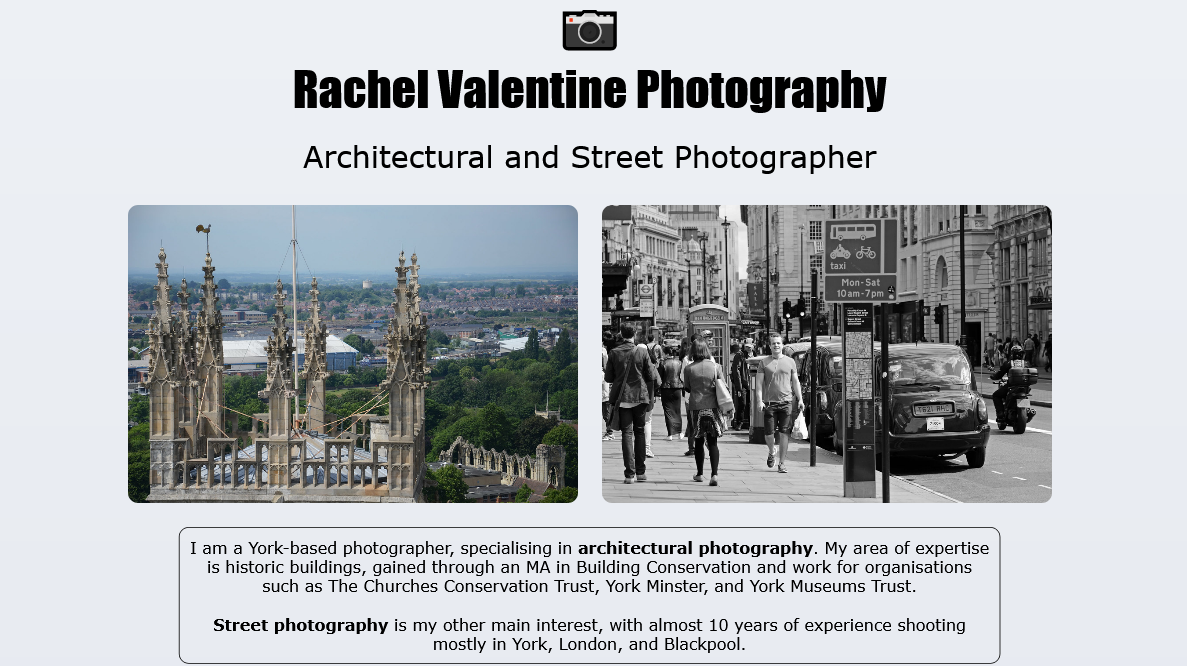 Rachel Valentine Photography
Architectural and Street Photographer
taxi
Mon-Sat
10am-7pm
I am a York-based photographer, specialising in architectural photography. My area of expertise
is historic buildings, gained through an MA in Building Conservation and work for organisations
such as The Churches Conservation Trust, York Minster, and York Museums Trust.
Street photography is my other main interest, with almost 10 years of experience shooting
mostly in York, London, and Blackpool.